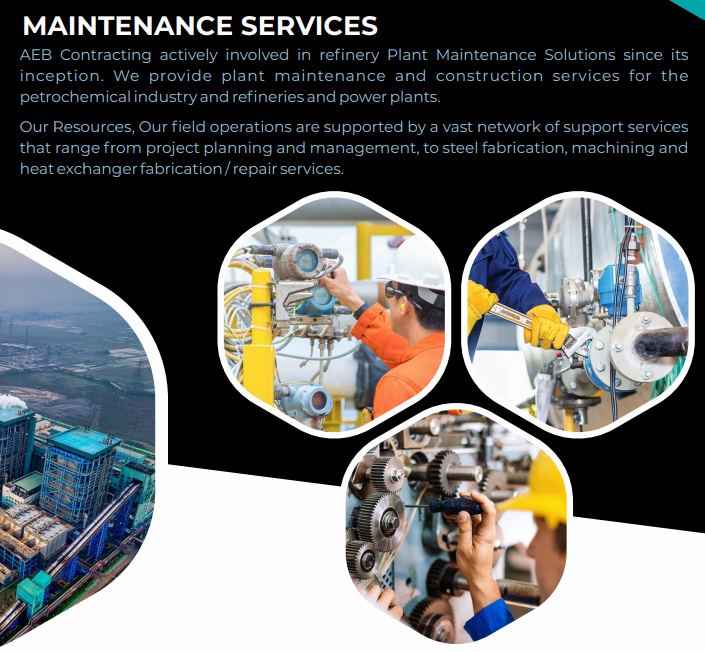 MAINTENANCE SERVICES
AEB Contracting actively involved in refinery Plant Maintenance Solutions since its
inception. We provide plant maintenance and construction services for the
petrochemical industry and refineries and power plants.
Our Resources, Our field operations are supported by a vast network of support services
that range from project planning and management, to steel fabrication, machining and
heat exchanger fabrication / repair services.